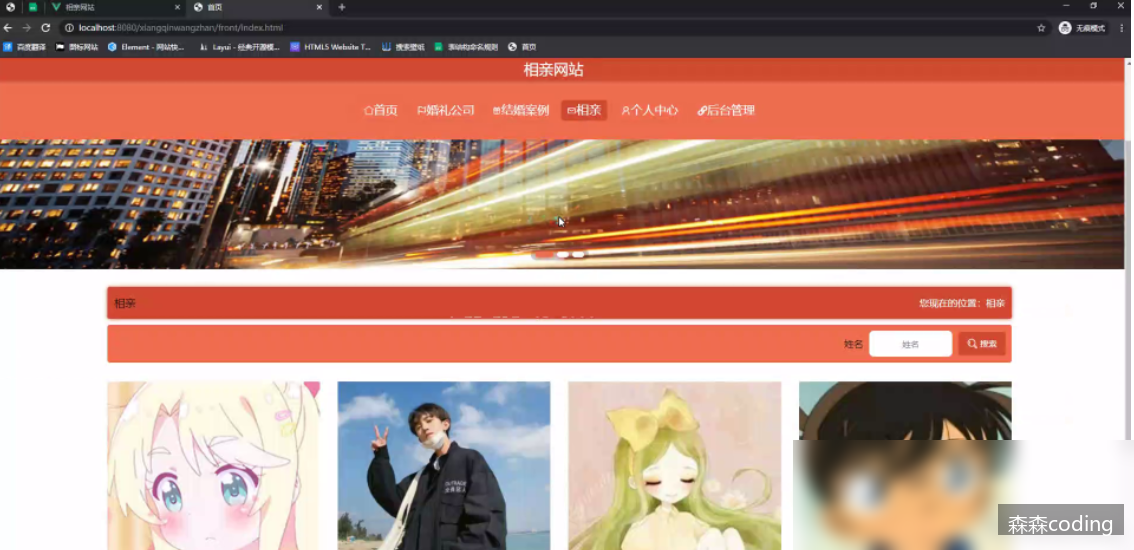 相亲网站
首页
localhost:8080/xiangqinwangzhan/front/index.html
无痕模式
百度翻译
图标网站
Element - 网站快...
Layui - 经典开源模...
HTML5 Website T...
搜索壁纸
驼峰命名规则
首页
相亲网站
首页
婚礼公司
结婚案例
相亲
个人中心
后台管理
相亲
您现在的位置：相亲
姓名
姓名
搜索
森森coding